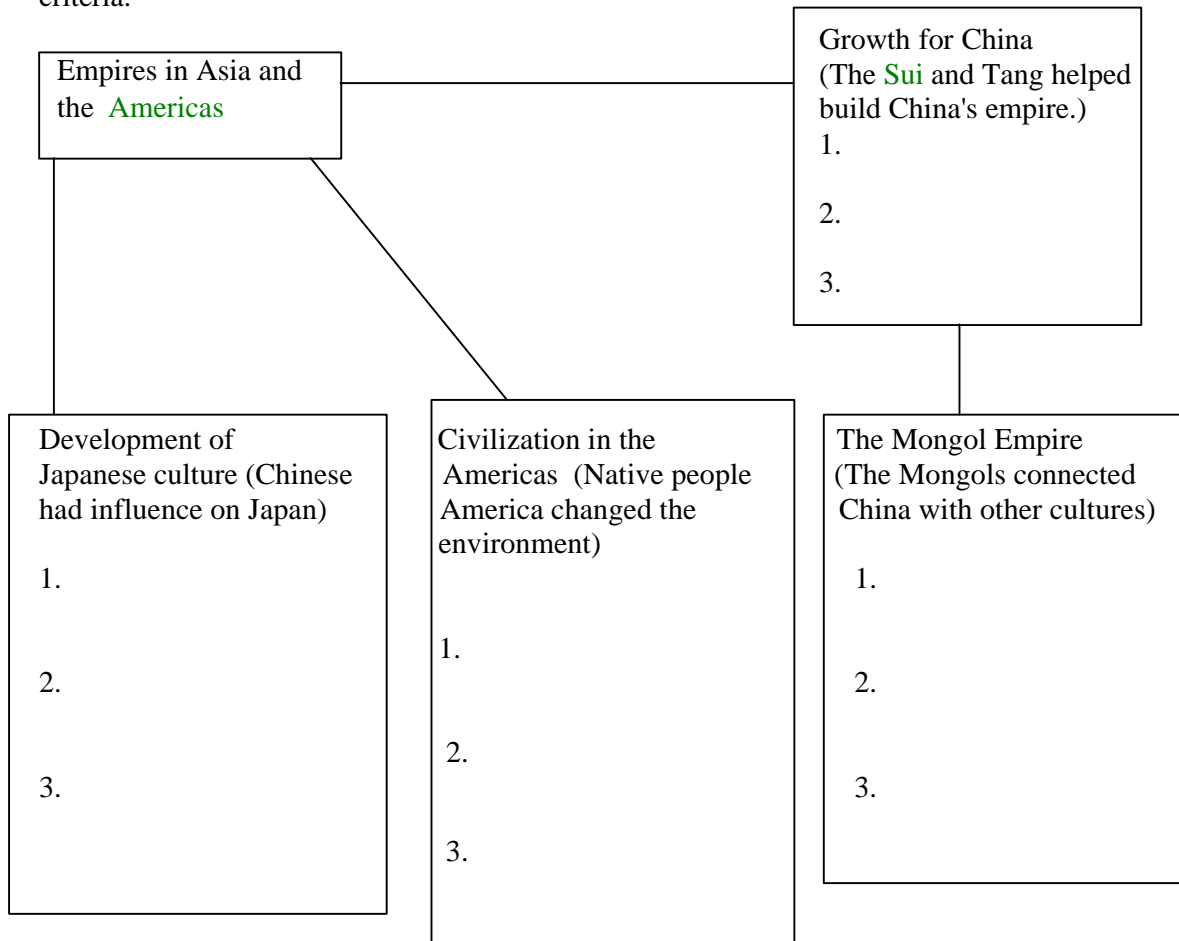 criteria.
Empires in Asia and
the Americas
Growth for China
(The Sui and Tang helped
build China's empire.)
1.
2.
3.
Development of
Japanese culture (Chinese
had influence on Japan)
1.
2.
3.
Civilization in the
Americas (Native people
America changed the
environment)
1.
2.
3.
The Mongol Empire
(The Mongols connected
China with other cultures)
1.
2.
3.